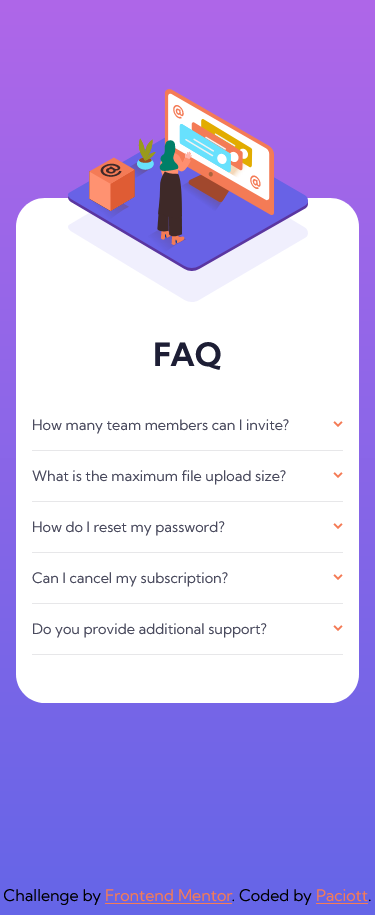 @
@
@
FAQ
How many team members can I invite?
What is the maximum file upload size?
How do I reset my password?
Can I cancel my subscription?
Do you provide additional support?
Challenge by Frontend Mentor. Coded by Paciott.